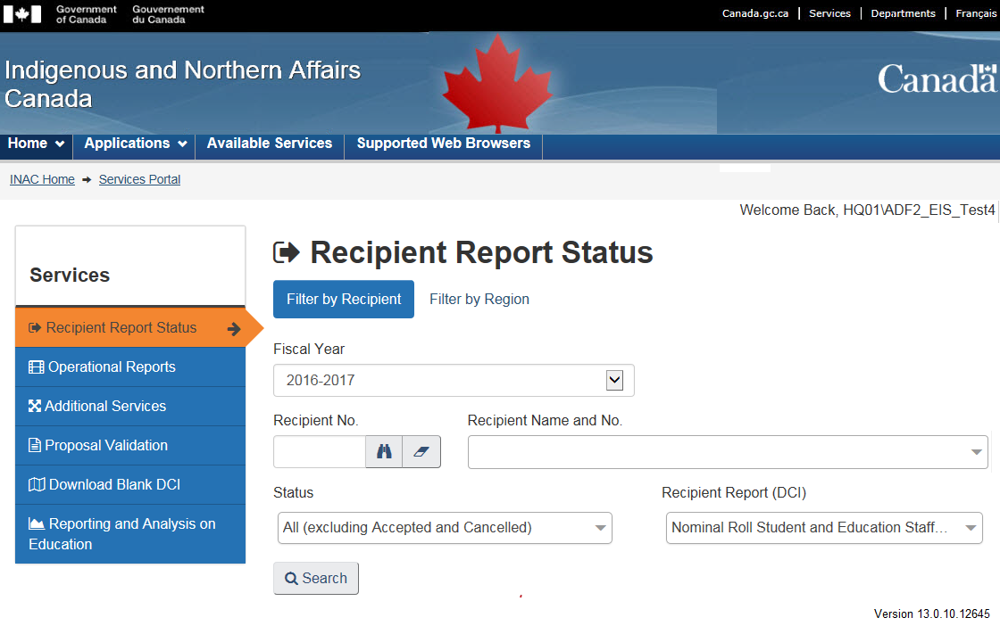 Government of Canada
Gouvernement du Canada
Canada.gc.ca | Services | Departments | Français
Indigenous and Northern Affairs
Canada
Canada
Home Applications Available Services Supported Web Browsers
INAC Home Services Portal
Welcome Back, HQ01\ADF2_EIS_Test4
Services
Recipient Report Status
Operational Reports
Additional Services
Proposal Validation
Download Blank DCI
Reporting and Analysis on
Education
Recipient Report Status
Filter by Recipient Filter by Region
Fiscal Year
2016-2017
Recipient No. Recipient Name and No.
Status Recipient Report (DCI)
All (excluding Accepted and Cancelled) Nominal Roll Student and Education Staff...
Search
Version 13.0.10.12645